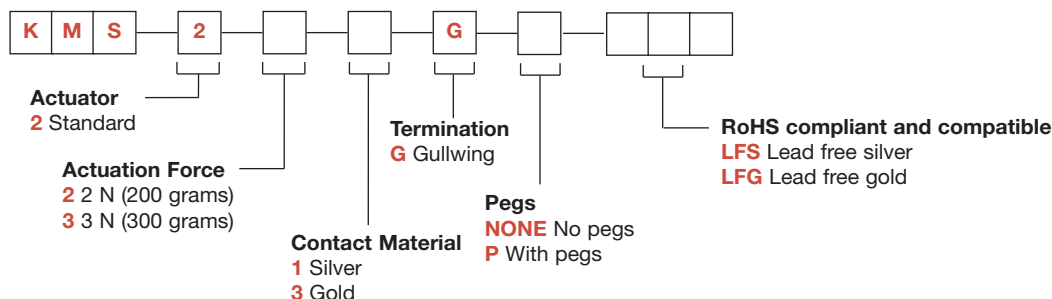 K M S 2 G
Actuator
2 Standard
Actuation Force
2 2 N (200 grams)
3 3 N (300 grams)
Contact Material
1 Silver
3 Gold
Termination
G Gullwing
Pegs
NONE No pegs
P With pegs
RoHS compliant and compatible
LFS Lead free silver
LFG Lead free gold